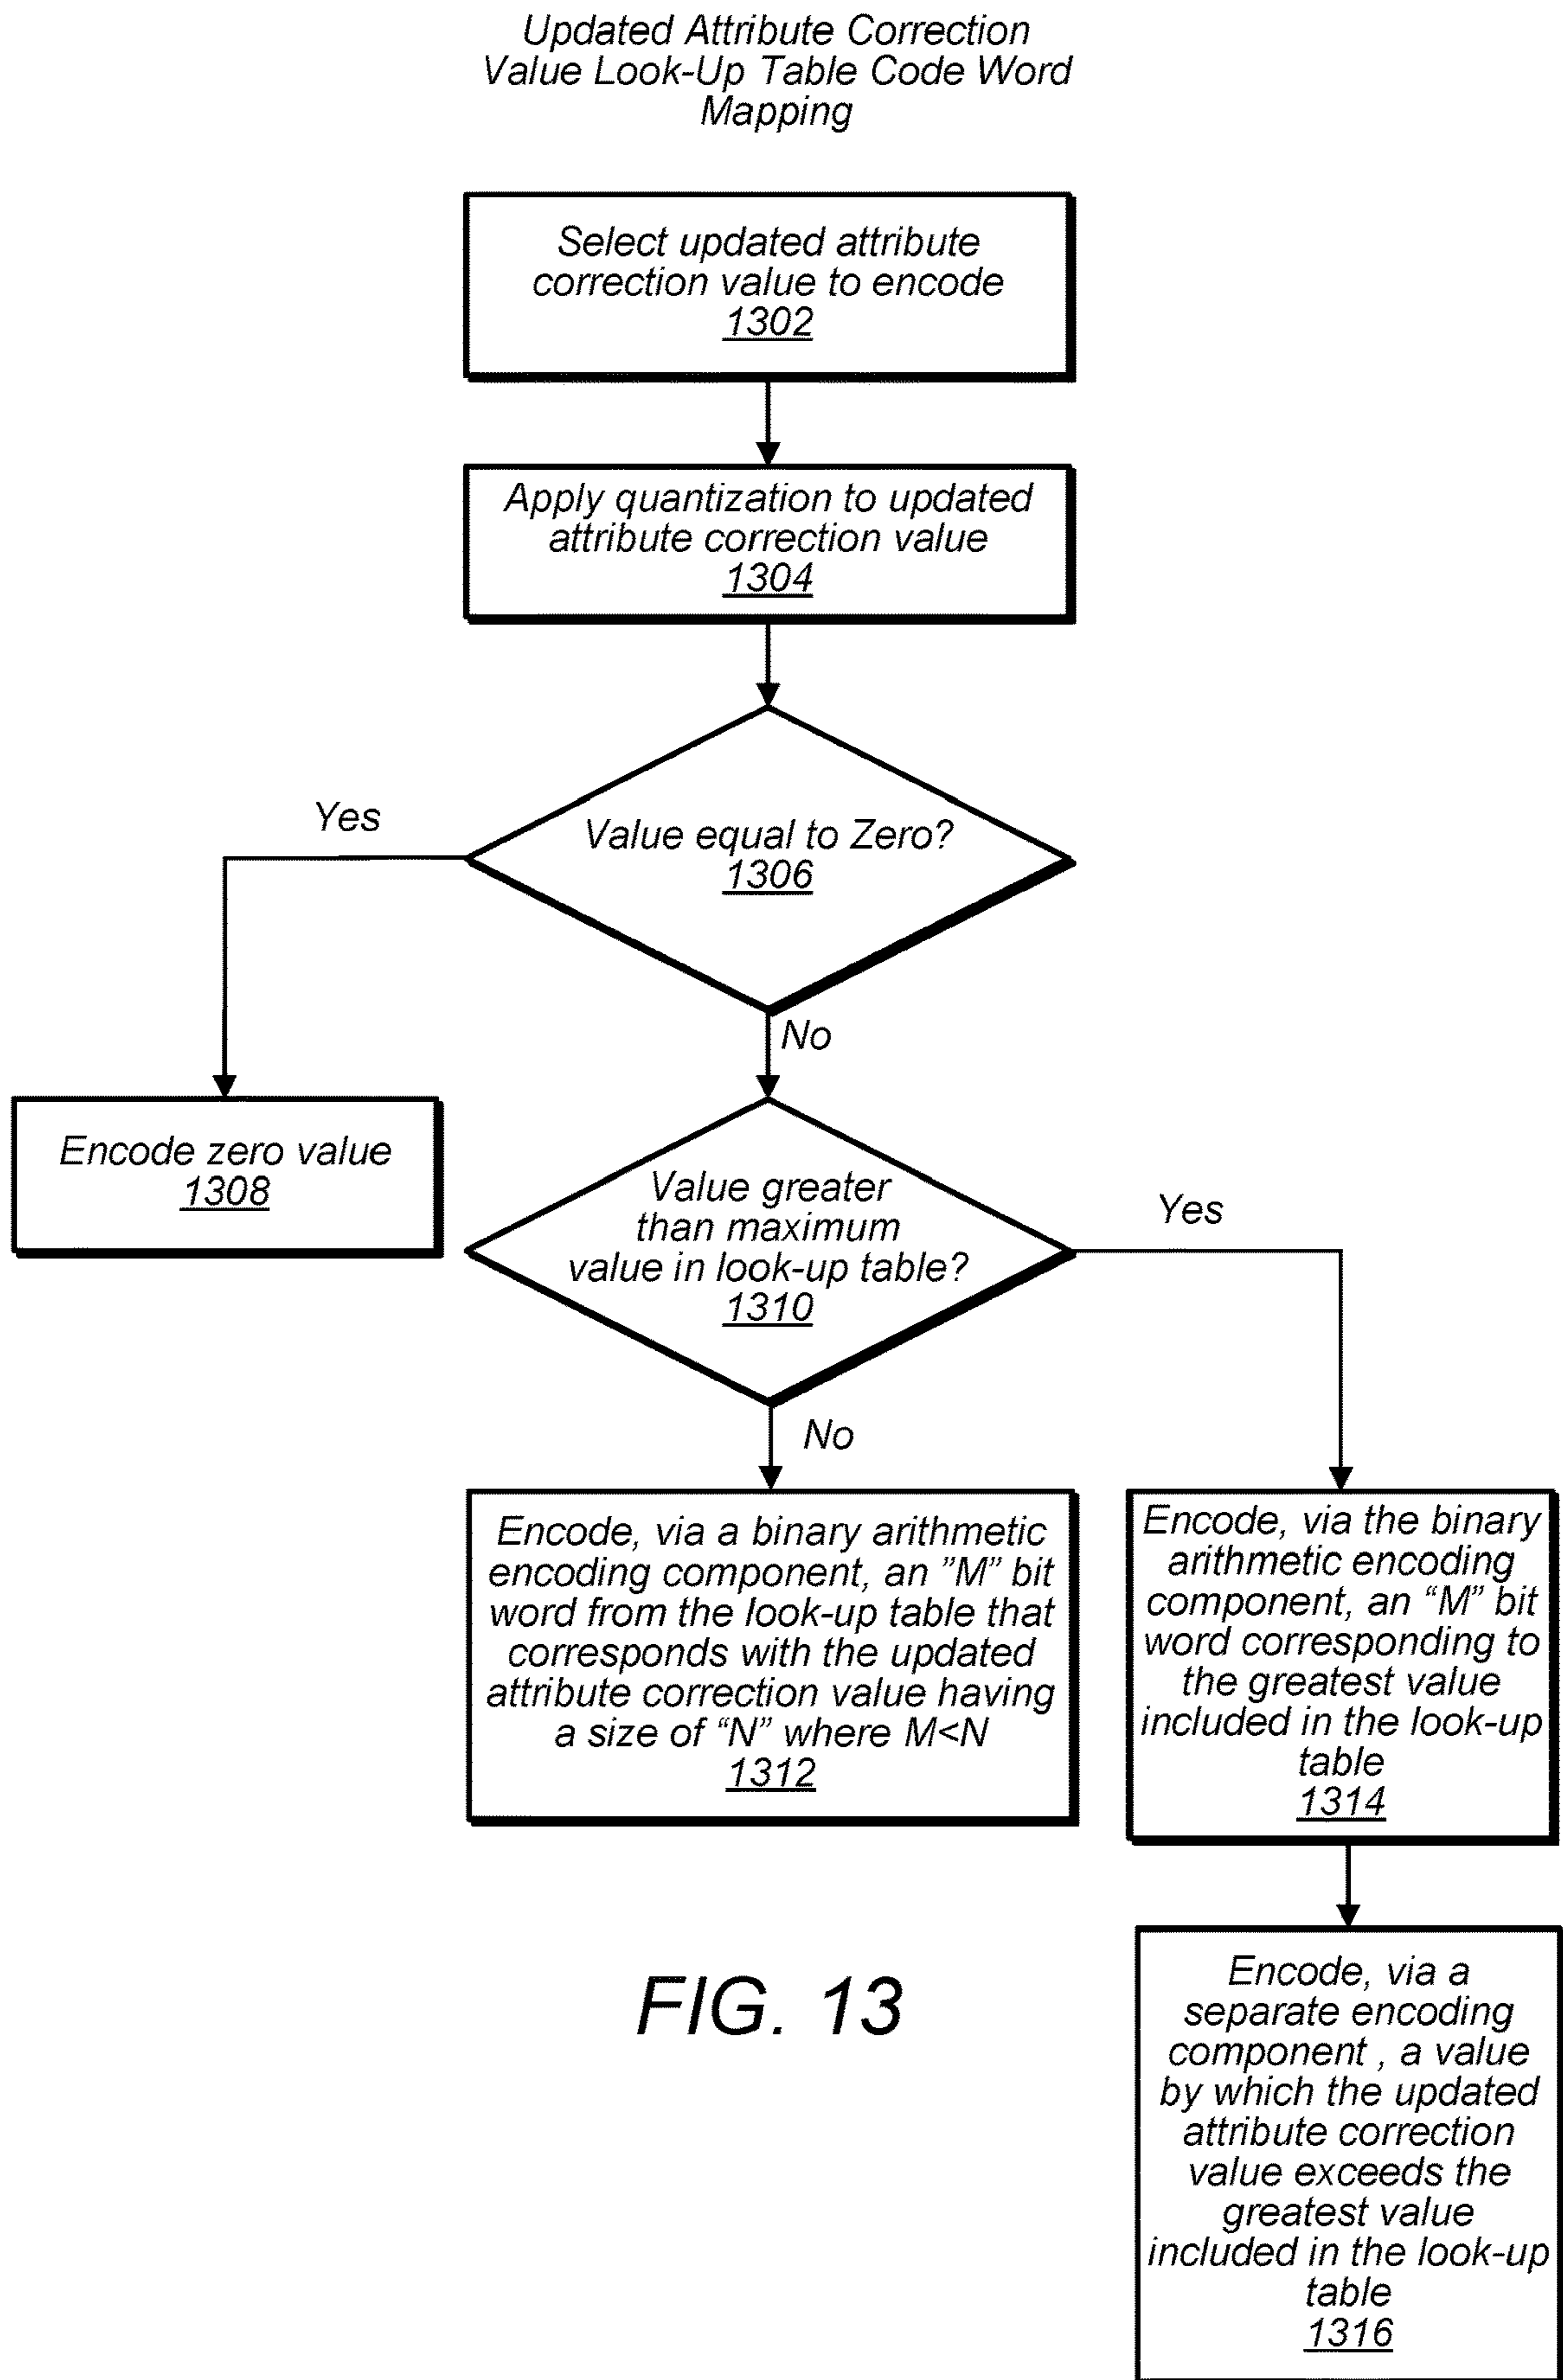 Updated Attribute Correction
Value Look-Up Table Code Word
Mapping
Select updated attribute
correction value to encode
1302
Apply quantization to updated
attribute correction value
1304
Value equal to Zero?
1306
Yes
No
Encode zero value
1308
Value greater
than maximum
value in look-up table?
1310
Yes
No
Encode, via a binary arithmetic
encoding component, an ”M” bit
word from the look-up table that
corresponds with the updated
attribute correction value having
a size of “N” where M<N
1312
Encode, via the binary
arithmetic encoding
component, an “M” bit
word corresponding to
the greatest value
included in the look-up
table
1314
Encode, via a
separate encoding
component , a value
by which the updated
attribute correction
value exceeds the
greatest value
included in the look-up
table
1316
FIG. 13